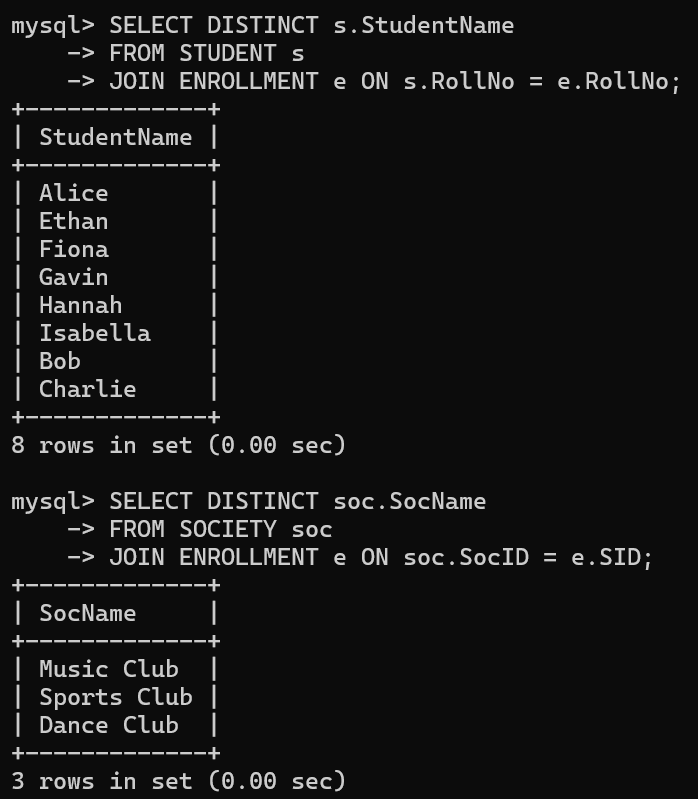 mysql> SELECT DISTINCT s.StudentName
    -> FROM STUDENT s
    -> JOIN ENROLLMENT e ON s.RollNo = e.RollNo;
+-------------+
| StudentName |
+-------------+
| Alice       |
| Ethan       |
| Fiona       |
| Gavin       |
| Hannah      |
| Isabella    |
| Bob         |
| Charlie     |
+-------------+
8 rows in set (0.00 sec)

mysql> SELECT DISTINCT soc.SocName
    -> FROM SOCIETY soc
    -> JOIN ENROLLMENT e ON soc.SocID = e.SID;
+-------------+
| SocName     |
+-------------+
| Music Club  |
| Sports Club |
| Dance Club  |
+-------------+
3 rows in set (0.00 sec)